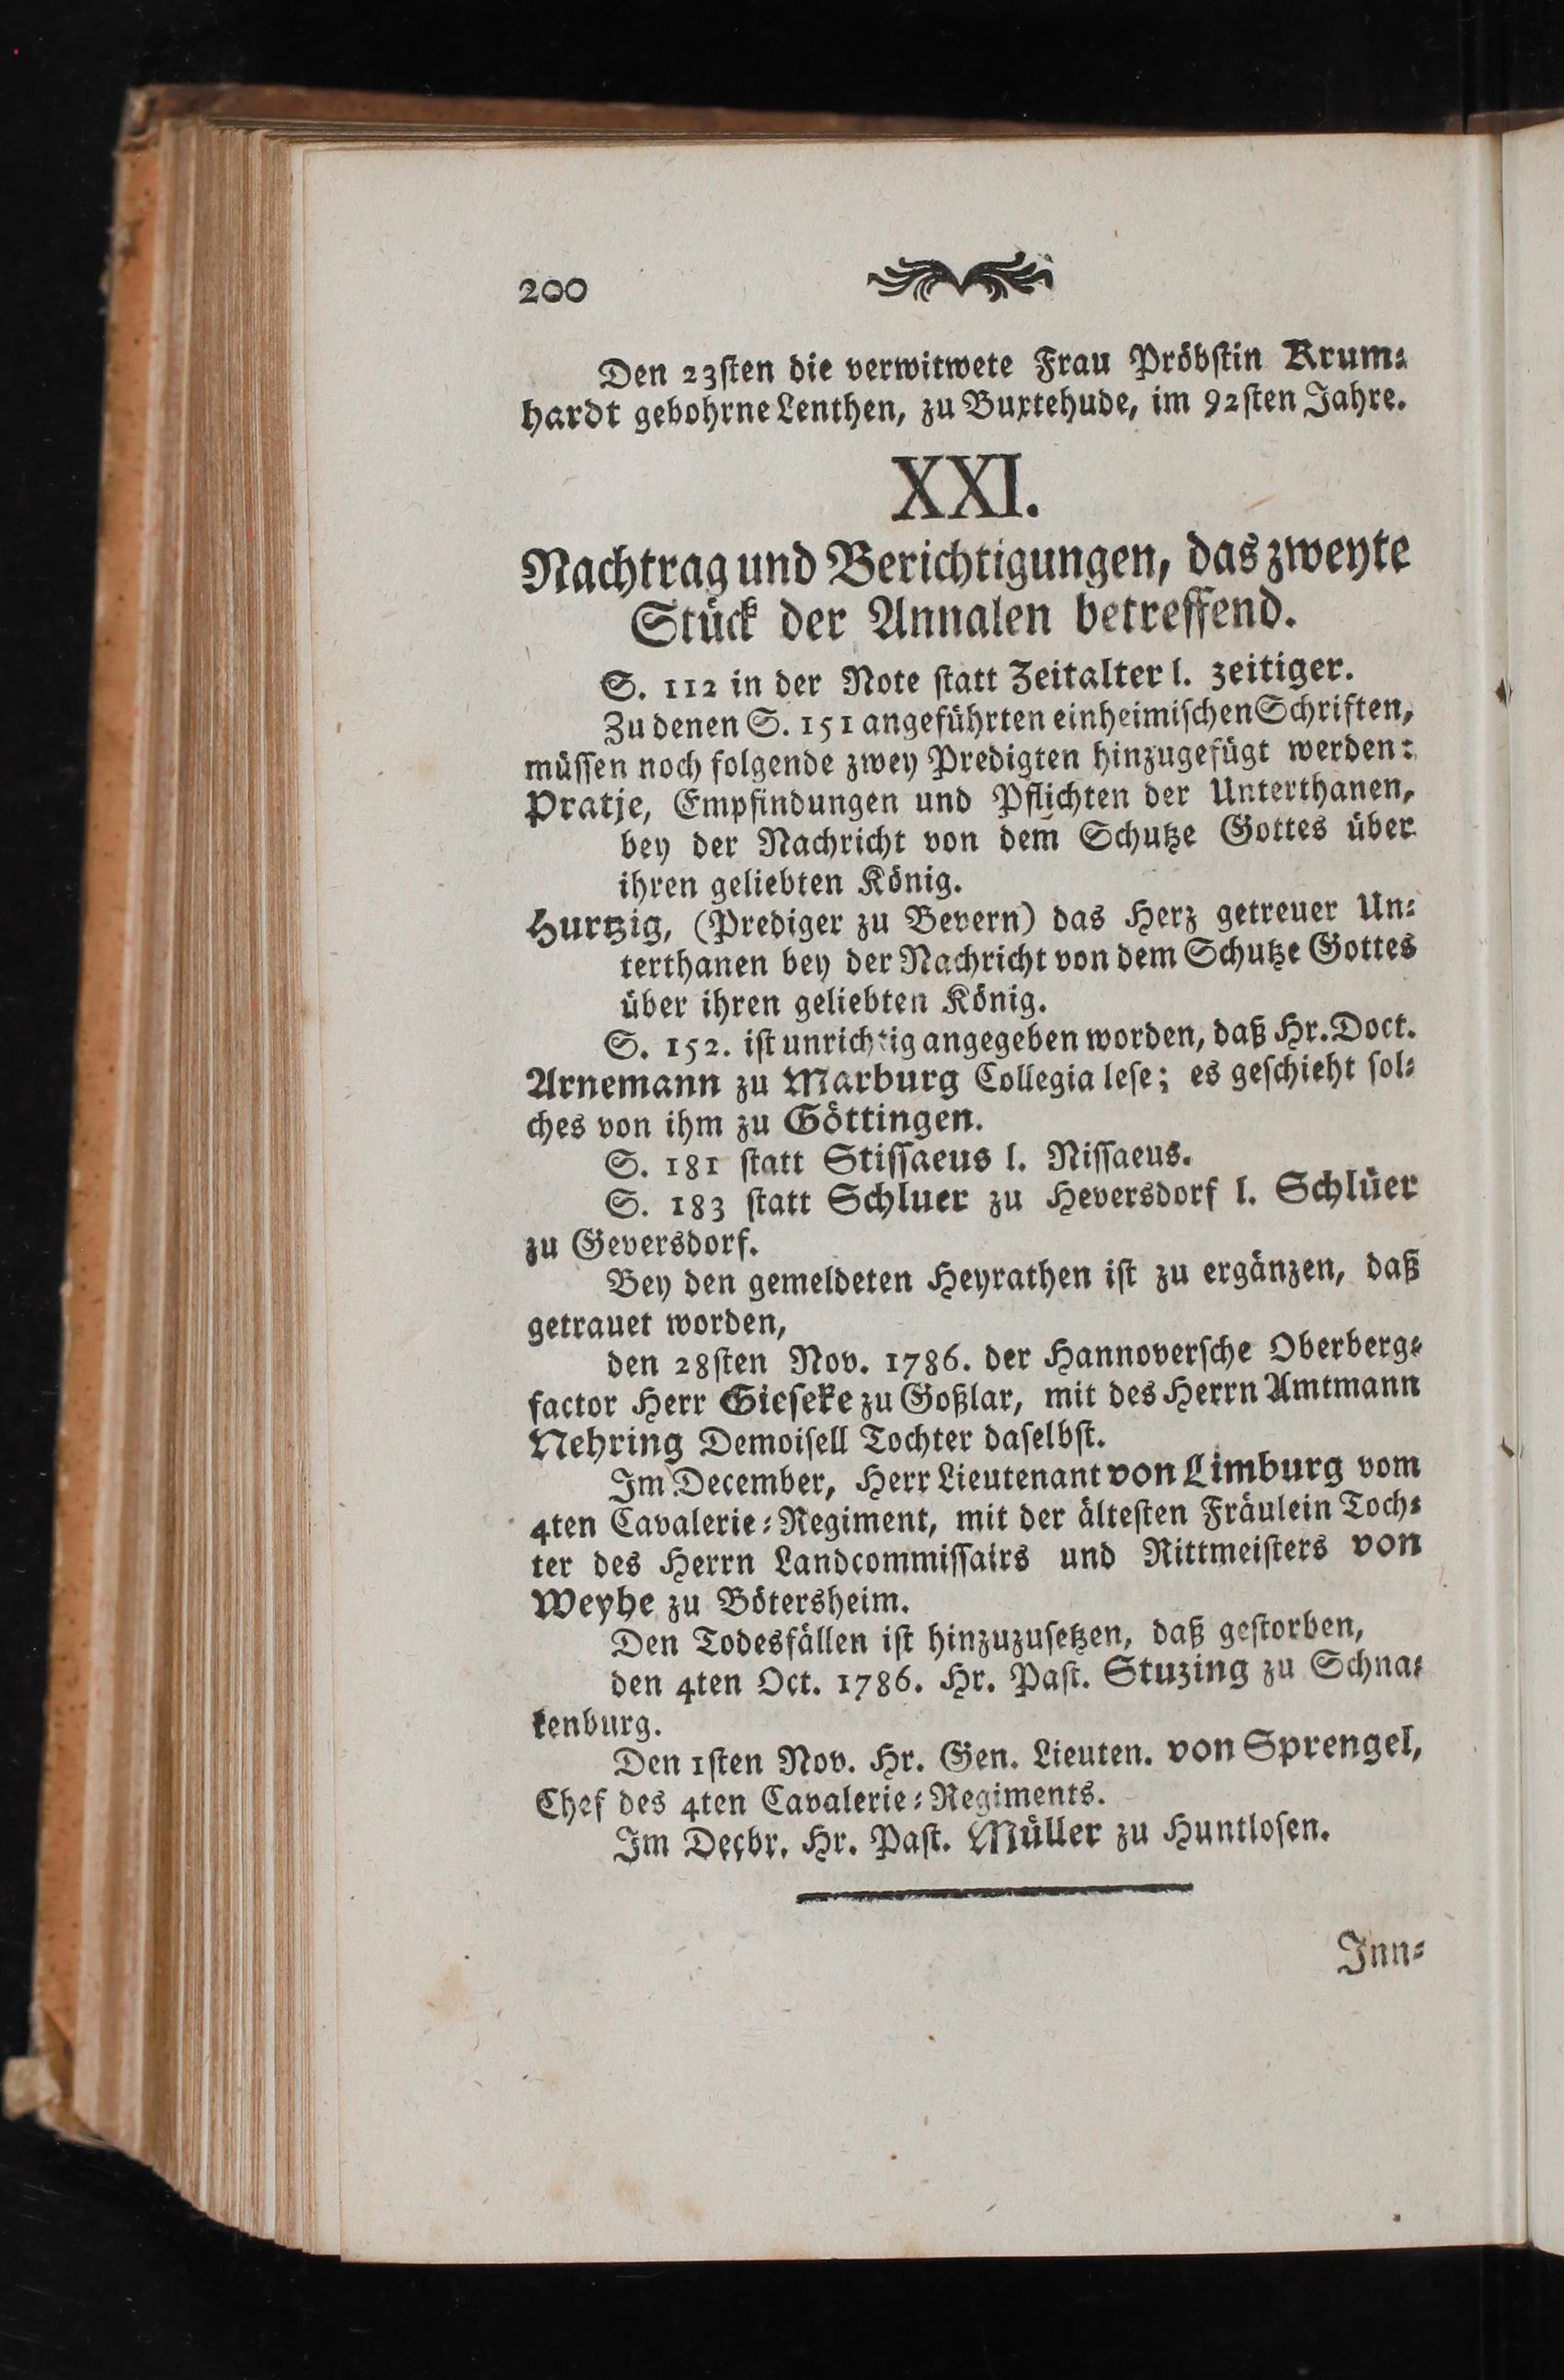 200
Den 23ſten die verwitwete Frau Pröbſtin Krum⸗
hardt gebohrne Lenthen, zu Buxtehude, im 92ſten Jahre.
XXI.
Nachtrag und Berichtigungen, das zweyte
Stück der Annalen betreffend.
S. 112 in der Note ſtatt Zeitalter l. zeitiger.
Zu denen S. 151 angeführten einheimiſchen Schriften,
müſſen noch folgende zwey Predigten hinzugefügt werden:
Pratje, Empfindungen und Pflichten der Unterthanen,
bey der Nachricht von dem Schutze Gottes über
ihren geliebten König.
Hurtzig, (Prediger zu Bevern) das Herz getreuer Un⸗
terthanen bey der Nachricht von dem Schutze Gottes
über ihren geliebten König.
S. 152. iſt unrichtig angegeben worden, daß Hr. Doct.
Arnemann zu Marburg Collegia leſe; es geſchieht ſol⸗
ches von ihm zu Göttingen.
S. 181 ſtatt Stiſſaeus l. Niſſaeus.
S. 183 ſtatt Schluer zu Heversdorf l. Schlüer
zu Geversdorf.
Bey den gemeldeten Heyrathen iſt zu ergänzen, daß
getrauet worden,
den 28ſten Nov. 1786. der Hannoverſche Oberberg⸗
factor Herr Gieſeke zu Goßlar, mit des Herrn Amtmann
Nehring Demoiſell Tochter daſelbſt.
Im December, Herr Lieutenant von Limburg vom
4ten Cavalerie⸗Regiment, mit der älteſten Fräulein Toch⸗
ter des Herrn Landcommiſſairs und Rittmeiſters von
Weyhe zu Bötersheim.
Den Todesfällen iſt hinzuzuſetzen, daß geſtorben,
den 4ten Oct. 1786. Hr. Paſt. Stuzing zu Schna⸗
kenburg.
Den 1ſten Nov. Hr. Gen. Lieuten. von Sprengel,
Chef des 4ten Cavalerie⸗Regiments.
Im Decbr. Hr. Paſt. Müller zu Huntloſen.
Inn⸗